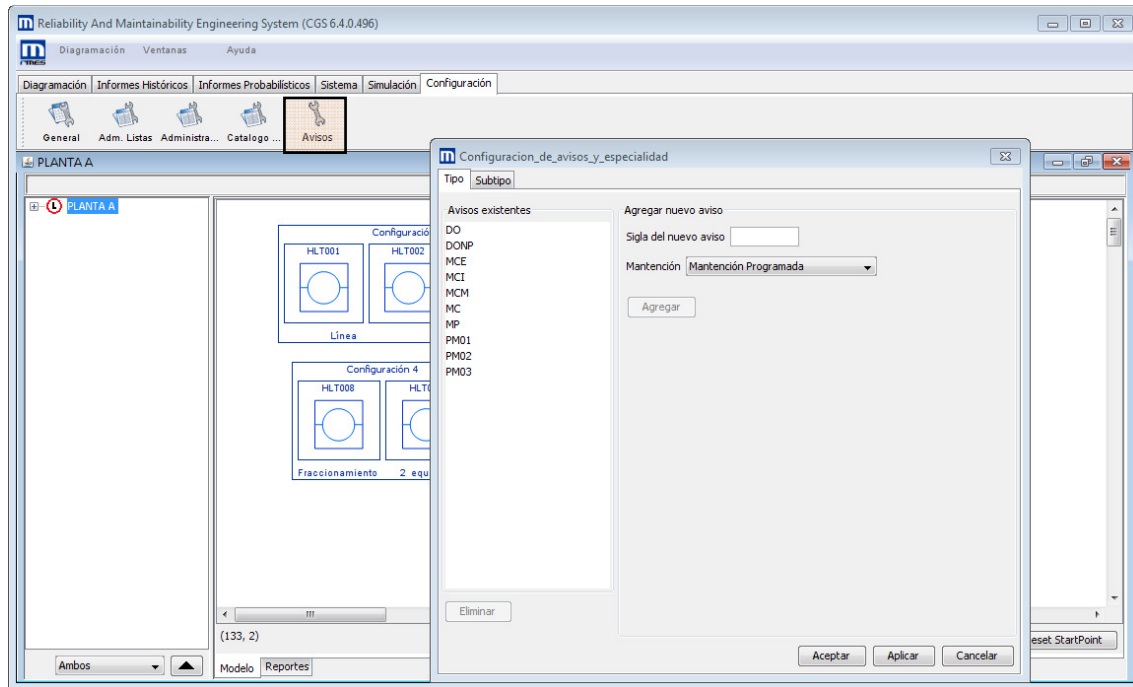 Reliability And Maintainability Engineering System (CGS 6.4.0.496)
rmes
Diagramación Ventanas Ayuda
Diagramación Informes Históricos Informes Probabilísticos Sistema Simulación Configuración
General Adm. Listas Administra... Catalogo ... Avisos
PLANTA A
PLANTA A
Configuració
HLT001 HLT002
Línea
Configuración 4
HLT008 HLT0
Fraccionamiento 2 equ
(133, 2)
eset StartPoint
Ambos
Modelo Reportes
Configuracion_de_avisos_y_especialidad
Tipo Subtipo
Avisos existentes
DO
DONP
MCE
MCI
MCM
MC
MP
PM01
PM02
PM03
Eliminar
Agregar nuevo aviso
Sigla del nuevo aviso
Mantención Mantención Programada
Agregar
Aceptar Aplicar Cancelar